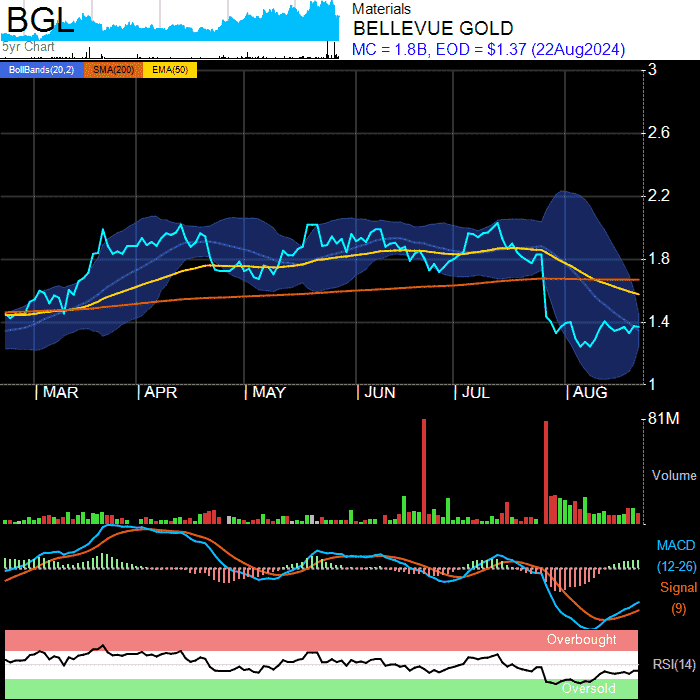 BGL
5yr Chart
Materials
BELLEVUE GOLD
MC = 1.8B, EOD = $1.37 (22Aug2024)
BollBands(20,2) SMA(200) EMA(50)
3
2.6
2.2
1.8
1.4
1
MAR APR MAY JUN JUL AUG
81M
Volume
MACD
(12-26)
Signal
(9)
Overbought
RSI(14)
Oversold